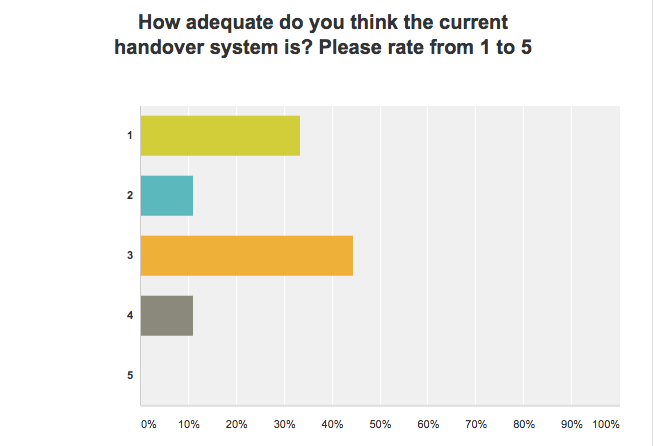 How adequate do you think the current
handover system is? Please rate from 1 to 5
1
2
3
4
5
0% 10% 20% 30% 40% 50% 60% 70% 80% 90% 100%